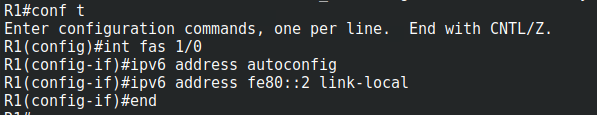 R1#conf t
Enter configuration commands, one per line.  End with CNTL/Z.
R1(config)#int fas 1/0
R1(config-if)#ipv6 address autoconfig
R1(config-if)#ipv6 address fe80::2 link-local
R1(config-if)#end
R1#